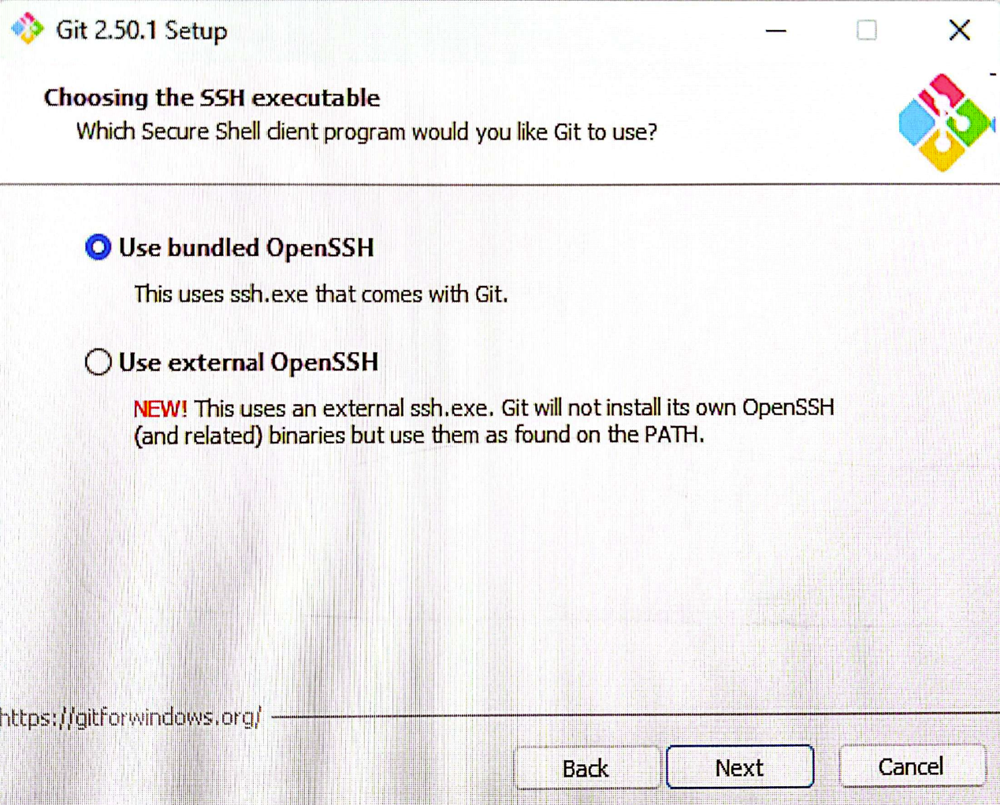 Git 2.50.1 Setup
Choosing the SSH executable
Which Secure Shell client program would you like Git to use?
Use bundled OpenSSH
This uses ssh.exe that comes with Git.
Use external OpenSSH
NEW! This uses an external ssh.exe. Git will not install its own OpenSSH
(and related) binaries but use them as found on the PATH.
https://gitforwindows.org/
Back Next Cancel